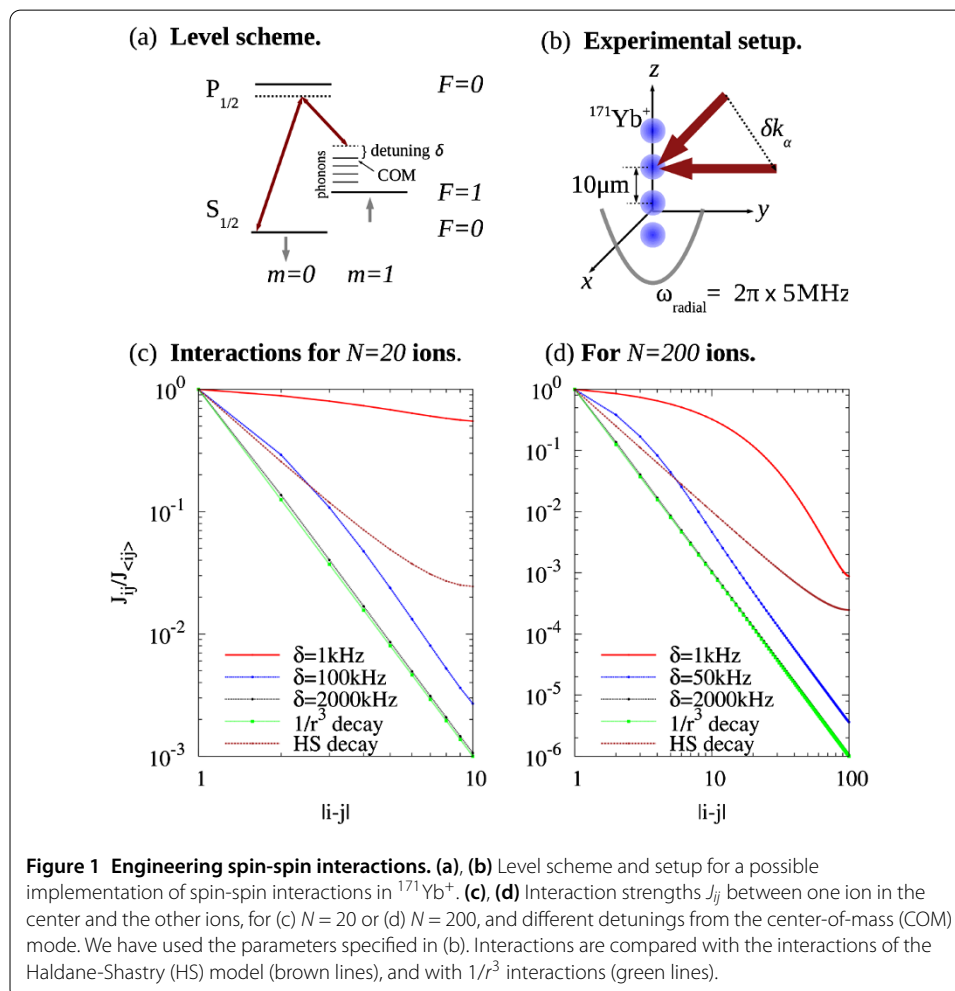 (a) Level scheme.
P1/2
F=0
detuning δ
COM
phonons
F=1
S1/2
F=0
m=0
m=1
(b) Experimental setup.
z
171Yb+
δkα
10μm
y
x
ωradial = 2π x 5MHz
(c) Interactions for N=20 ions.
10^0
10^-1
10^-2
10^-3
Jij/J<ij>
δ=1kHz
δ=100kHz
δ=2000kHz
1/r^3 decay
HS decay
1
10
|i-j|
(d) For N=200 ions.
10^0
10^-1
10^-2
10^-3
10^-4
10^-5
10^-6
δ=1kHz
δ=50kHz
δ=2000kHz
1/r^3 decay
HS decay
1
10
100
|i-j|
Figure 1 Engineering spin-spin interactions. (a), (b) Level scheme and setup for a possible
implementation of spin-spin interactions in 171Yb+. (c), (d) Interaction strengths Jij between one ion in the
center and the other ions, for (c) N = 20 or (d) N = 200, and different detunings from the center-of-mass (COM)
mode. We have used the parameters specified in (b). Interactions are compared with the interactions of the
Haldane-Shastry (HS) model (brown lines), and with 1/r^3 interactions (green lines).